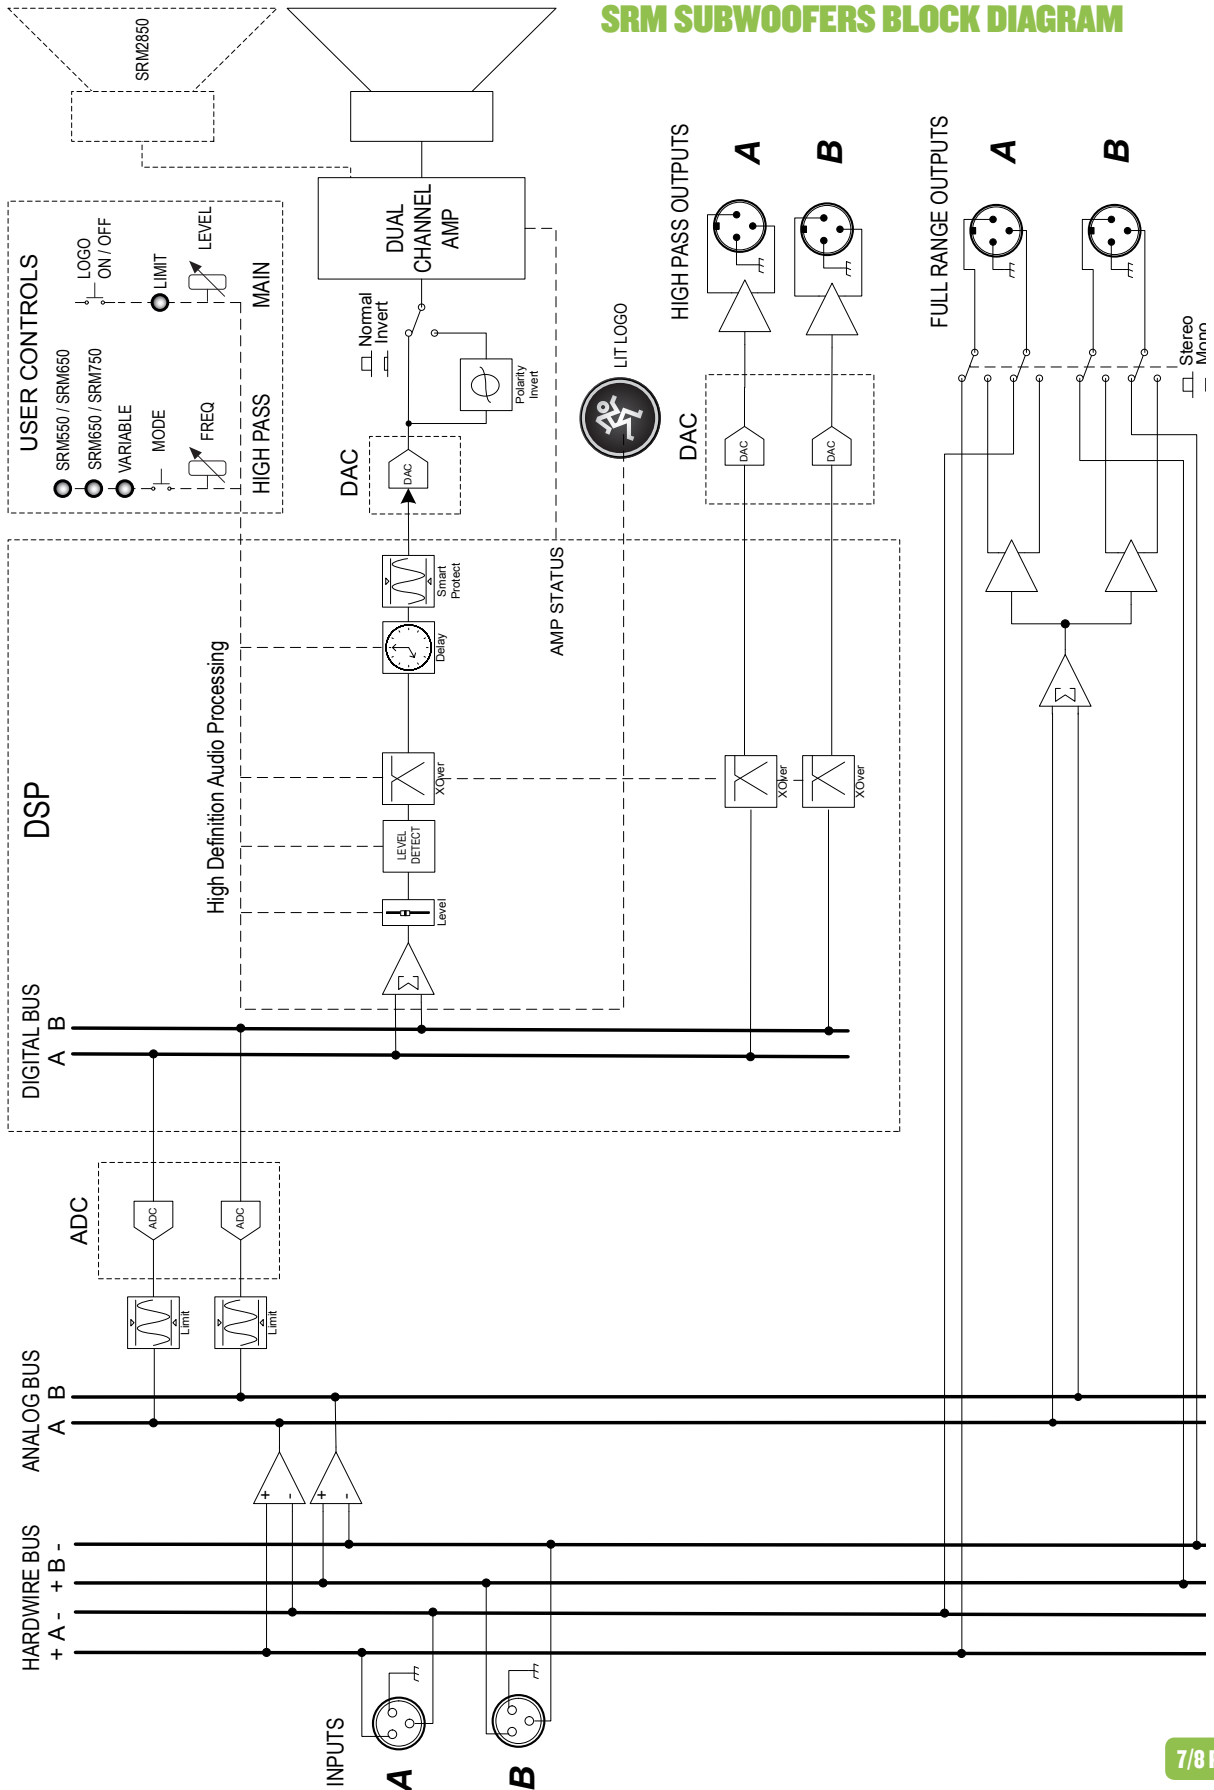 SRM SUBWOOFERS BLOCK DIAGRAM
SRM2850
USER CONTROLS
SRM550 / SRM650
SRM650 / SRM750
VARIABLE
MODE
FREQ
HIGH PASS
LOGO
ON / OFF
LIMIT
LEVEL
MAIN
DUAL
CHANNEL
AMP
Normal
Invert
Polarity
Invert
DAC
DAC
LIT LOGO
HIGH PASS OUTPUTS
A
B
DAC
DAC
DAC
FULL RANGE OUTPUTS
A
B
Stereo
Mono
DSP
High Definition Audio Processing
Smart
Protect
Delay
XOver
LEVEL
DETECT
Level
Σ
AMP STATUS
XOver
XOver
Σ
DIGITAL BUS
A B
ADC
ADC
ADC
Limit
Limit
ANALOG BUS
A B
+
-
+
-
HARDWIRE BUS
+ A - + B -
INPUTS
A
B
7/8